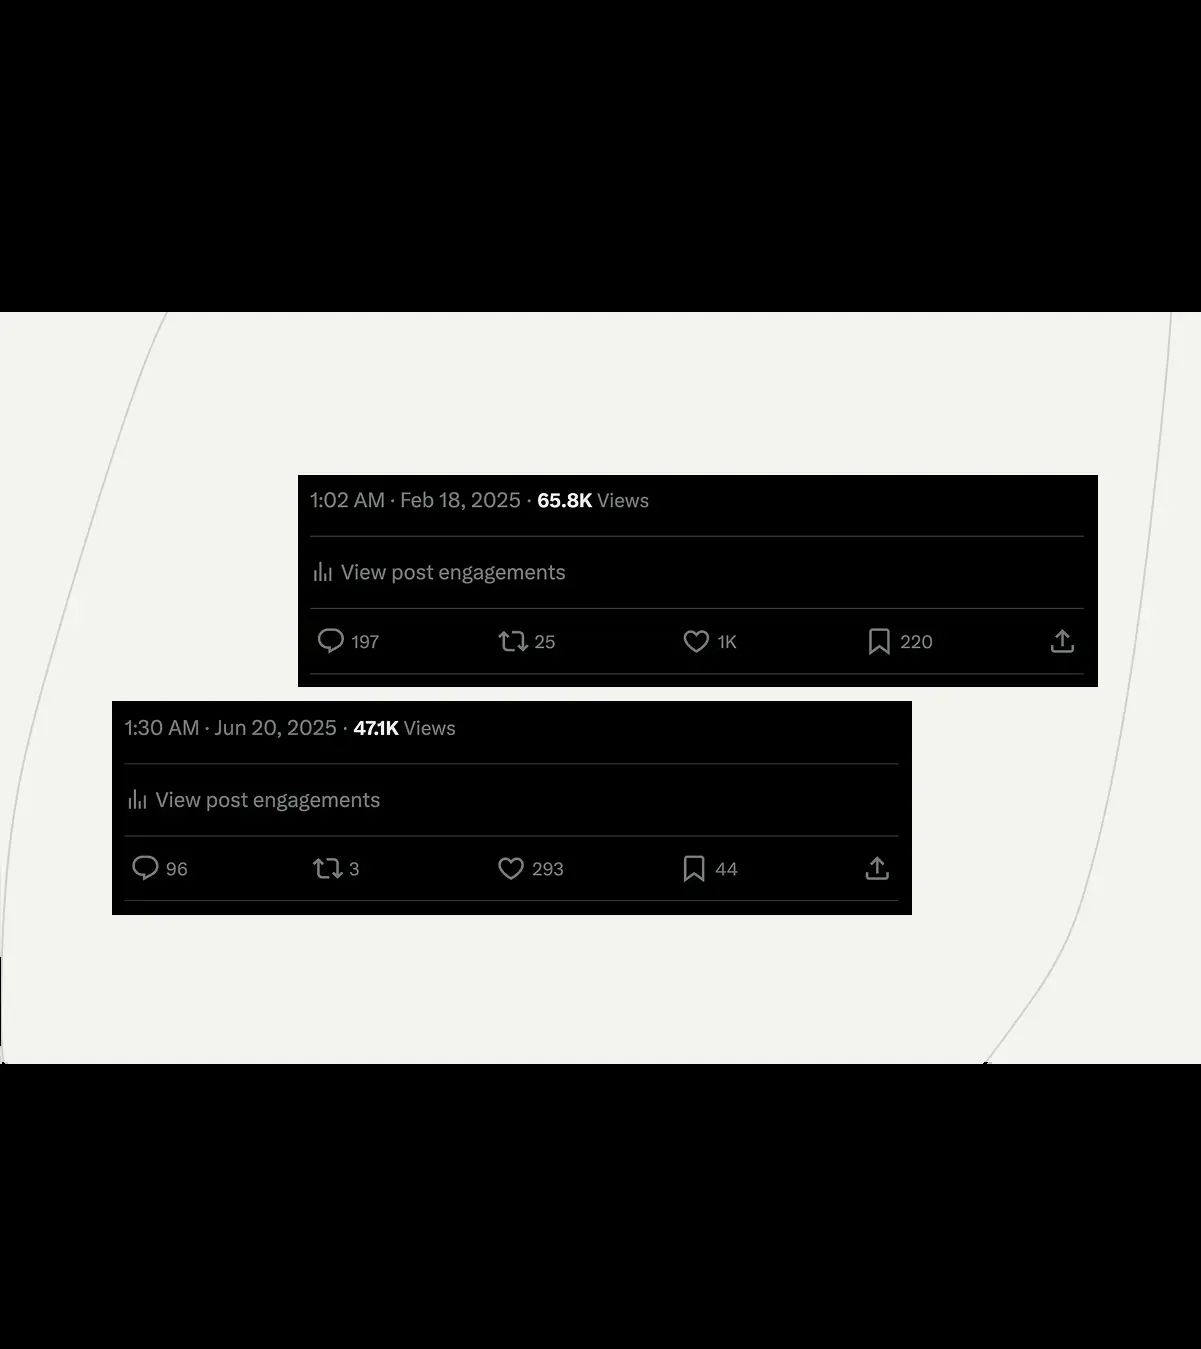 1:02 AM · Feb 18, 2025 · 65.8K Views
View post engagements
197 25 1K 220
1:30 AM · Jun 20, 2025 · 47.1K Views
View post engagements
96 3 293 44